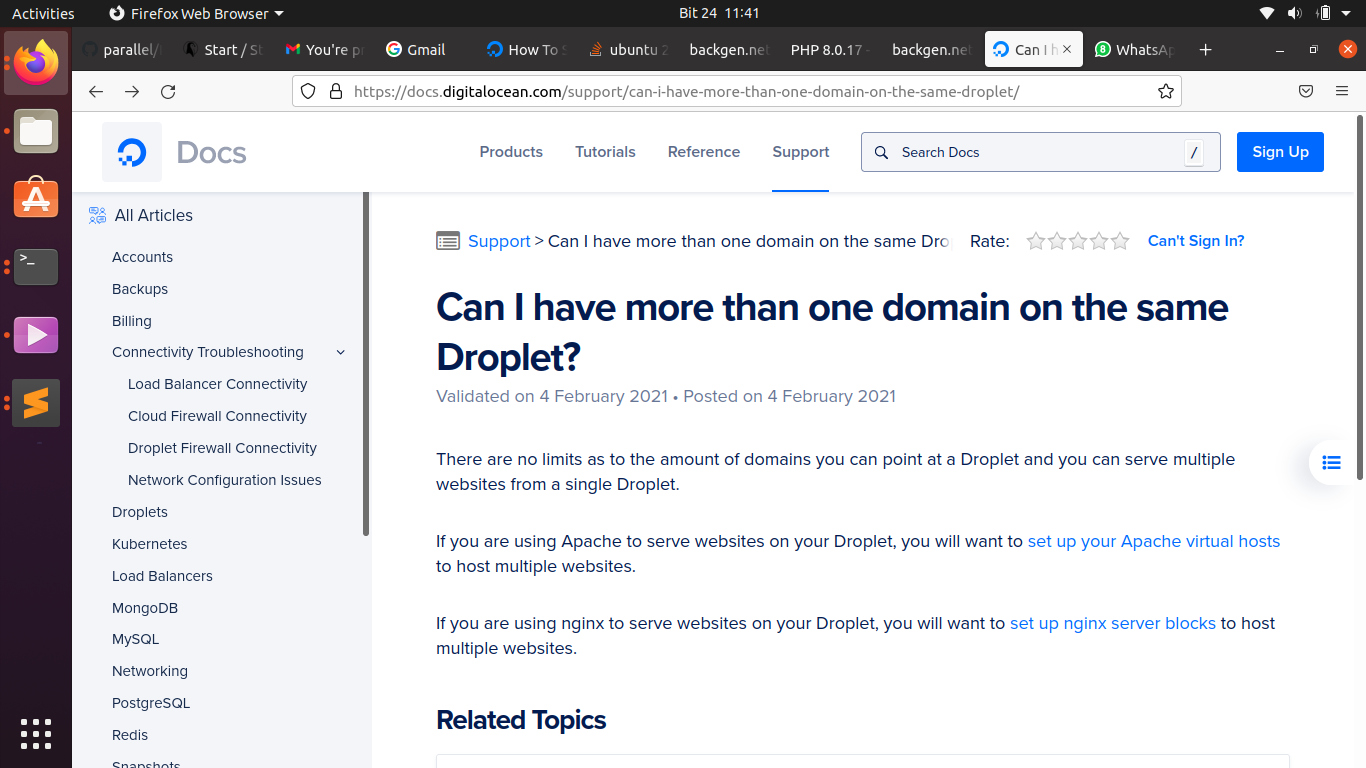 Activities
Firefox Web Browser
Bit 24 11:41
parallel/
Start / St
You're pr
Gmail
How To S
ubuntu 2
backgen.net
PHP 8.0.17 -
backgen.net
Can I h
WhatsAp
https://docs.digitalocean.com/support/can-i-have-more-than-one-domain-on-the-same-droplet/
Docs
Products
Tutorials
Reference
Support
Search Docs
/
Sign Up
All Articles
Accounts
Backups
Billing
Connectivity Troubleshooting
Load Balancer Connectivity
Cloud Firewall Connectivity
Droplet Firewall Connectivity
Network Configuration Issues
Droplets
Kubernetes
Load Balancers
MongoDB
MySQL
Networking
PostgreSQL
Redis
Snapshots
Support > Can I have more than one domain on the same Dro
Rate:
Can't Sign In?
Can I have more than one domain on the same
Droplet?
Validated on 4 February 2021 • Posted on 4 February 2021
There are no limits as to the amount of domains you can point at a Droplet and you can serve multiple
websites from a single Droplet.
If you are using Apache to serve websites on your Droplet, you will want to set up your Apache virtual hosts
to host multiple websites.
If you are using nginx to serve websites on your Droplet, you will want to set up nginx server blocks to host
multiple websites.
Related Topics